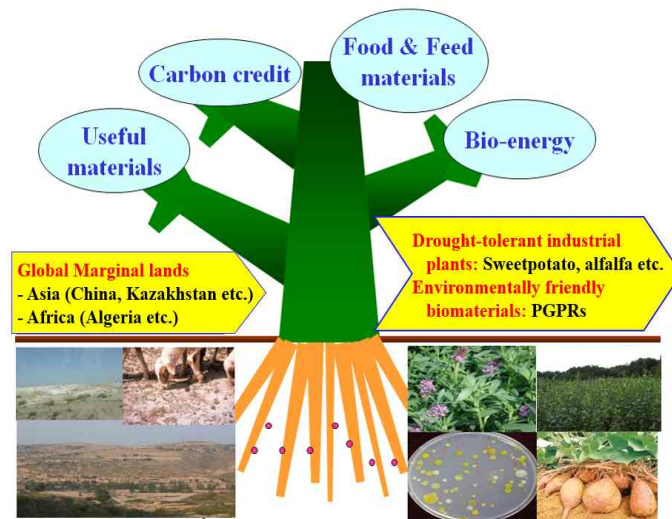 Food & Feed
materials
Carbon credit
Useful
materials
Bio-energy
Global Marginal lands
- Asia (China, Kazakhstan etc.)
- Africa (Algeria etc.)
Drought-tolerant industrial
plants: Sweetpotato, alfalfa etc.
Environmentally friendly
biomaterials: PGPRs